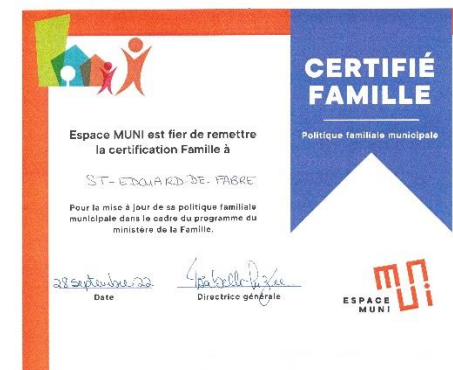 CERTIFIÉ
FAMILLE
Politique familiale municipale
Espace MUNI est fier de remettre
la certification Famille à
ST-EDOUARD-DE-FABRE
Pour la mise à jour de sa politique familiale
municipale dans le cadre du programme du
ministère de la Famille.
28 septembre 22
Date
Directrice générale
ESPACE
MUNI